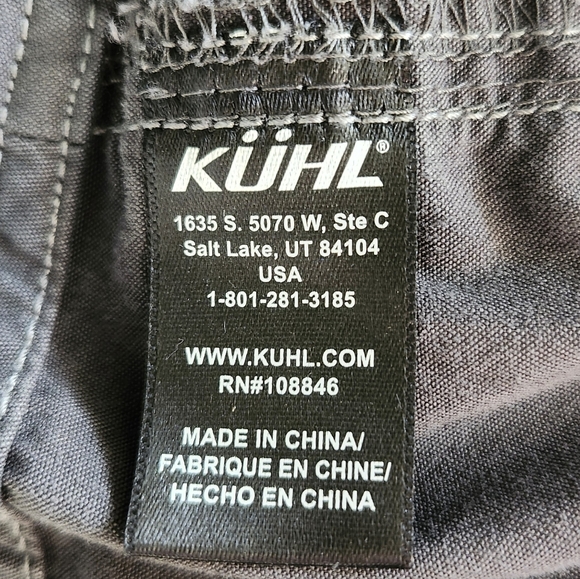 KÜHL®
1635 S. 5070 W, Ste C
Salt Lake, UT 84104
USA
1-801-281-3185
WWW.KUHL.COM
RN#108846
MADE IN CHINA/
FABRIQUE EN CHINE/
HECHO EN CHINA